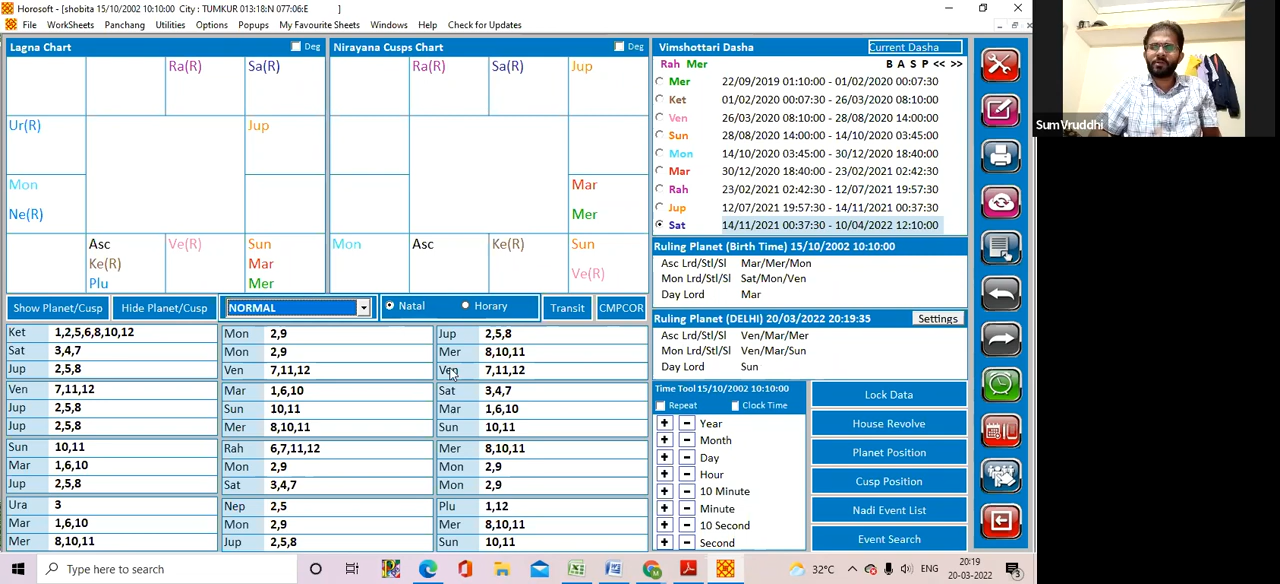 Horosoft - [shobita 15/10/2002 10:10:00 City : TUMKUR 013:18:N 077:06:E ]
File WorkSheets Panchang Utilities Options Popups My Favourite Sheets Windows Help Check for Updates
Lagna Chart Deg
Ra(R) Sa(R)
Ur(R) Jup
Mon
Ne(R)
Asc Ve(R) Sun
Ke(R) Mar
Plu Mer
Nirayana Cusps Chart Deg
Ra(R) Sa(R) Jup
Mar
Mer
Mon Asc Ke(R) Sun
Ve(R)
Vimshottari Dasha Current Dasha
Rah Mer B A S P << >>
Mer 22/09/2019 01:10:00 - 01/02/2020 00:07:30
Ket 01/02/2020 00:07:30 - 26/03/2020 08:10:00
Ven 26/03/2020 08:10:00 - 28/08/2020 14:00:00
Sun 28/08/2020 14:00:00 - 14/10/2020 03:45:00
Mon 14/10/2020 03:45:00 - 30/12/2020 18:40:00
Mar 30/12/2020 18:40:00 - 23/02/2021 02:42:30
Rah 23/02/2021 02:42:30 - 12/07/2021 19:57:30
Jup 12/07/2021 19:57:30 - 14/11/2021 00:37:30
Sat 14/11/2021 00:37:30 - 10/04/2022 12:10:00
Ruling Planet (Birth Time) 15/10/2002 10:10:00
Asc Lrd/Stl/Sl Mar/Mer/Mon
Mon Lrd/Stl/Sl Sat/Mon/Ven
Day Lord Mar
Ruling Planet (DELHI) 20/03/2022 20:19:35 Settings
Asc Lrd/Stl/Sl Ven/Mar/Mer
Mon Lrd/Stl/Sl Ven/Mar/Sun
Day Lord Sun
Show Planet/Cusp Hide Planet/Cusp NORMAL Natal Horary Transit CMPCOR
Ket 1,2,5,6,8,10,12 Mon 2,9 Jup 2,5,8
Sat 3,4,7 Mon 2,9 Mer 8,10,11
Jup 2,5,8 Ven 7,11,12 Ven 7,11,12
Ven 7,11,12 Mar 1,6,10 Sat 3,4,7
Jup 2,5,8 Sun 10,11 Mar 1,6,10
Jup 2,5,8 Mer 8,10,11 Sun 10,11
Sun 10,11 Rah 6,7,11,12 Mer 8,10,11
Mar 1,6,10 Mon 2,9 Mon 2,9
Jup 2,5,8 Sat 3,4,7 Mon 2,9
Ura 3 Nep 2,5 Plu 1,12
Mar 1,6,10 Mon 2,9 Mer 8,10,11
Mer 8,10,11 Jup 2,5,8 Sun 10,11
Time Tool 15/10/2002 10:10:00
Repeat Clock Time
+ - Year
+ - Month
+ - Day
+ - Hour
+ - 10 Minute
+ - Minute
+ - 10 Second
+ - Second
Lock Data
House Revolve
Planet Position
Cusp Position
Nadi Event List
Event Search
SumVruddhi
Type here to search
32°C ENG 20:19
20-03-2022
3